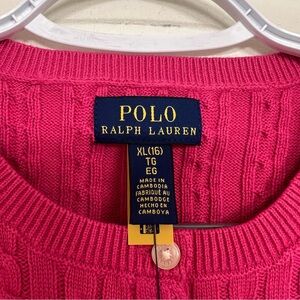 POLO
RALPH LAUREN
XL(16)
TG
EG
MADE IN
CAMBODIA
FABRIQUÉ AU
CAMBODGE
HECHO EN
CAMBOYA